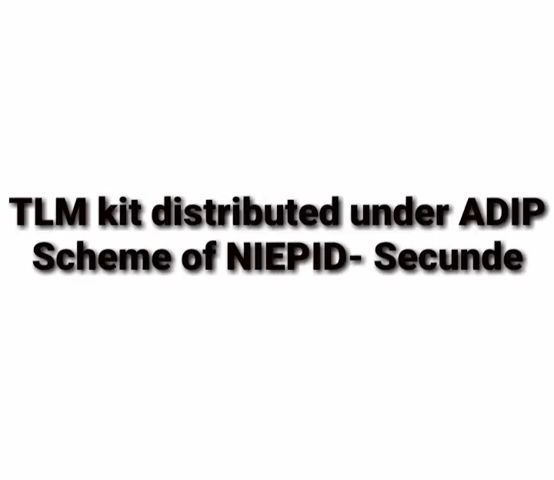 TLM kit distributed under ADIP
Scheme of NIEPID- Secunde